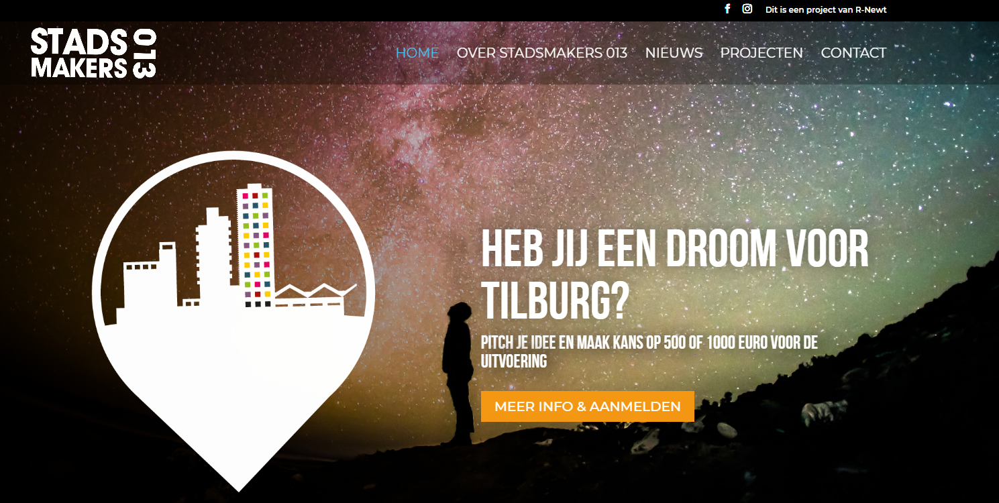 Dit is een project van R-Newt
STADS
MAKERS
013
HOME OVER STADSMAKERS 013 NIEUWS PROJECTEN CONTACT
HEB JIJ EEN DROOM VOOR
TILBURG?
PITCH JE IDEE EN MAAK KANS OP 500 OF 1000 EURO VOOR DE
UITVOERING
MEER INFO & AANMELDEN